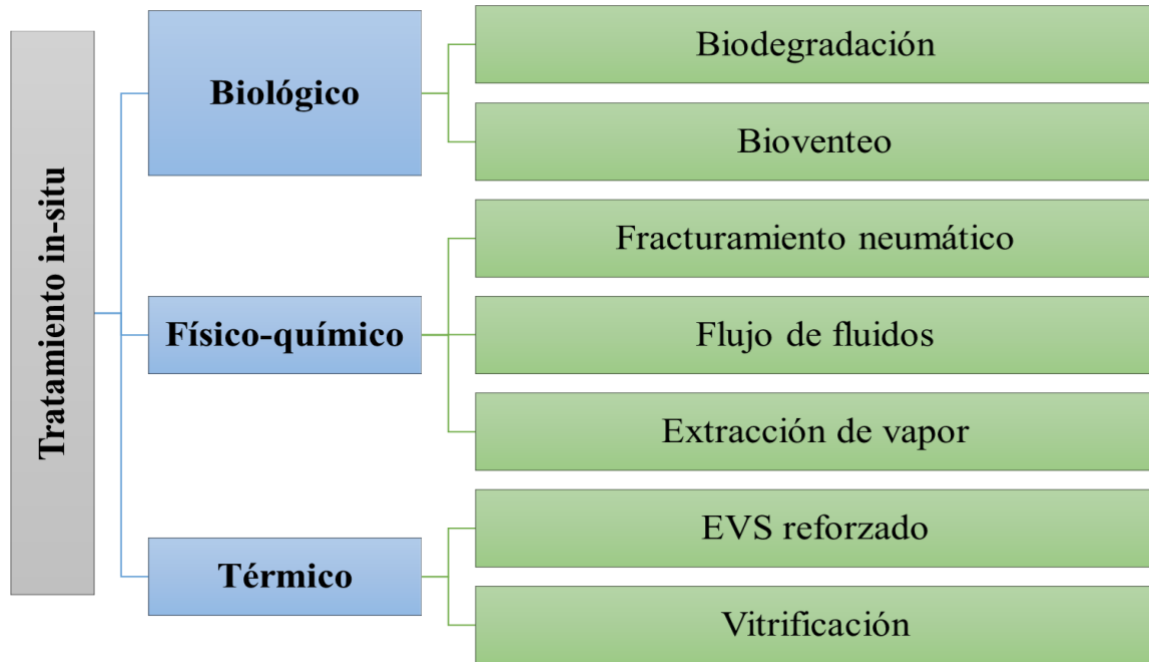 Tratamiento in-situ
Biológico
Biodegradación
Bioventeo
Físico-químico
Fracturamiento neumático
Flujo de fluidos
Extracción de vapor
Térmico
EVS reforzado
Vitrificación